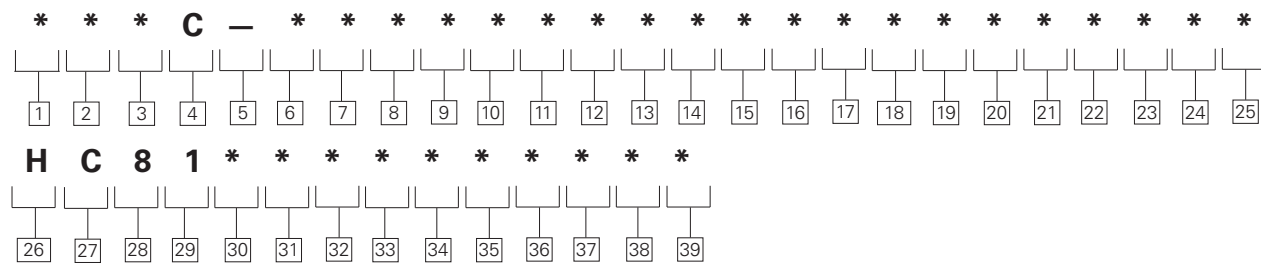 * * * C – * * * * * * * * * * * * * * * * * * * *
1 2 3 4 5 6 7 8 9 10 11 12 13 14 15 16 17 18 19 20 21 22 23 24 25
H C 8 1 * * * * * * * * * *
26 27 28 29 30 31 32 33 34 35 36 37 38 39